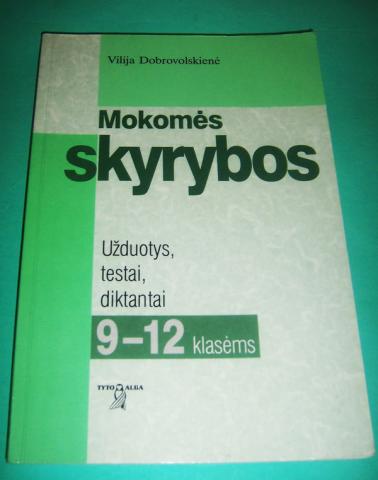 Vilija Dobrovolskienė
Mokomės
skyrybos
Užduotys,
testai,
diktantai
9–12 klasėms
TYTO ALBA